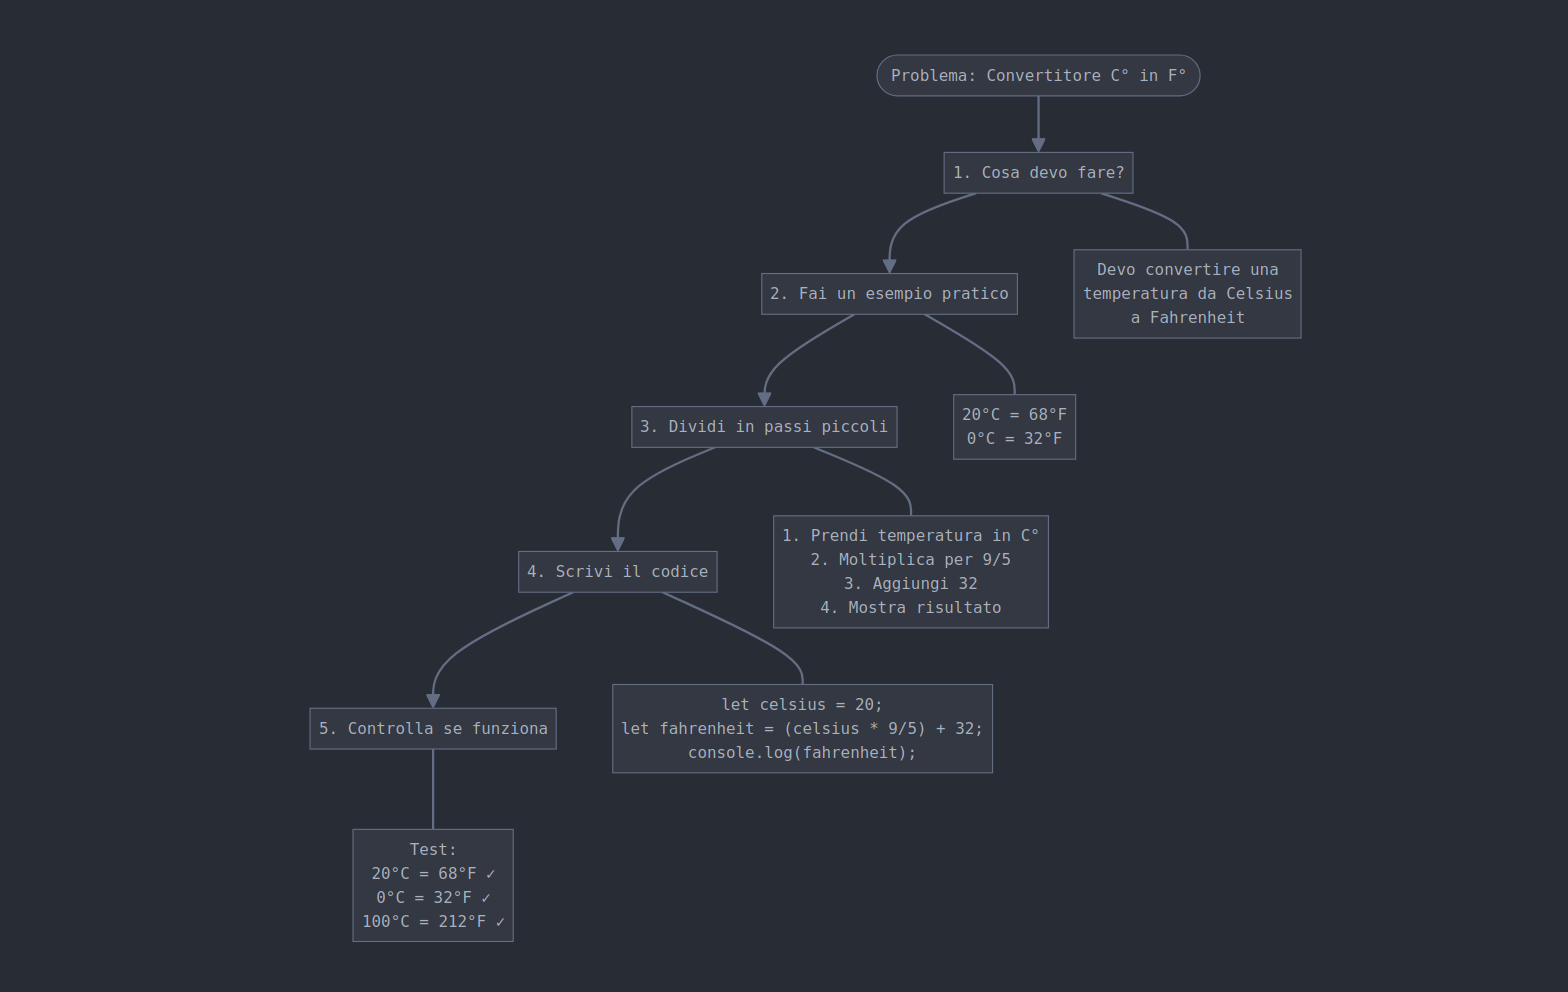 Problema: Convertitore C° in F°
1. Cosa devo fare?
Devo convertire una
temperatura da Celsius
a Fahrenheit
2. Fai un esempio pratico
20°C = 68°F
0°C = 32°F
3. Dividi in passi piccoli
1. Prendi temperatura in C°
2. Moltiplica per 9/5
3. Aggiungi 32
4. Mostra risultato
4. Scrivi il codice
let celsius = 20;
let fahrenheit = (celsius * 9/5) + 32;
console.log(fahrenheit);
5. Controlla se funziona
Test:
20°C = 68°F ✓
0°C = 32°F ✓
100°C = 212°F ✓